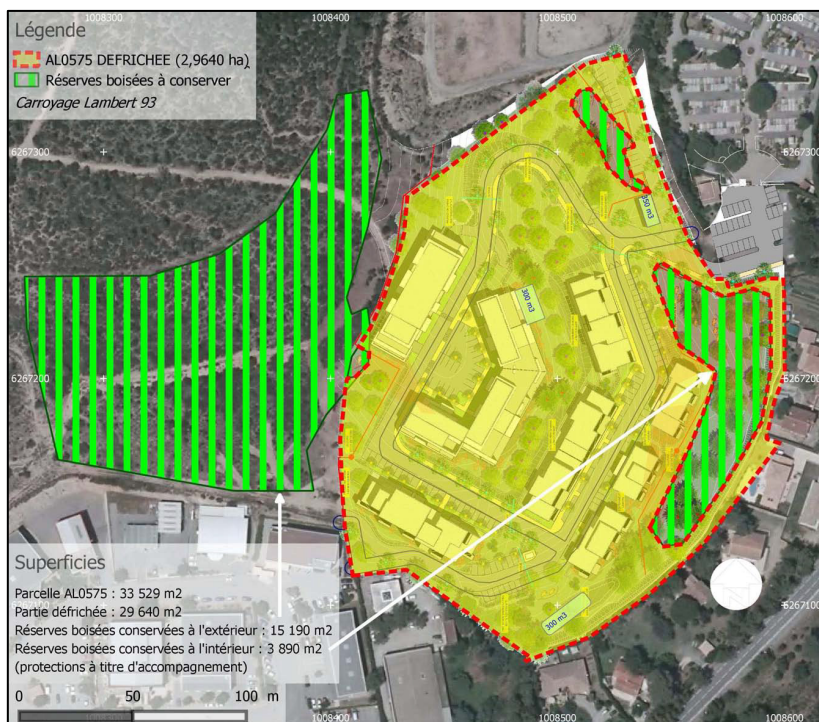 Légende
AL0575 DEFRICHEE (2,9640 ha)
Réserves boisées à conserver
Carroyage Lambert 93
1008300
1008400
1008500
1008600
6267300
6267300
350 m3
300 m3
6267200
6267200
6267100
300 m3
Superficies
Parcelle AL0575 : 33 529 m2
Partie défrichée : 29 640 m2
Réserves boisées conservées à l'extérieur : 15 190 m2
Réserves boisées conservées à l'intérieur : 3 890 m2
(protections à titre d'accompagnement)
0 50 100 m
1008400
1008500
1008600